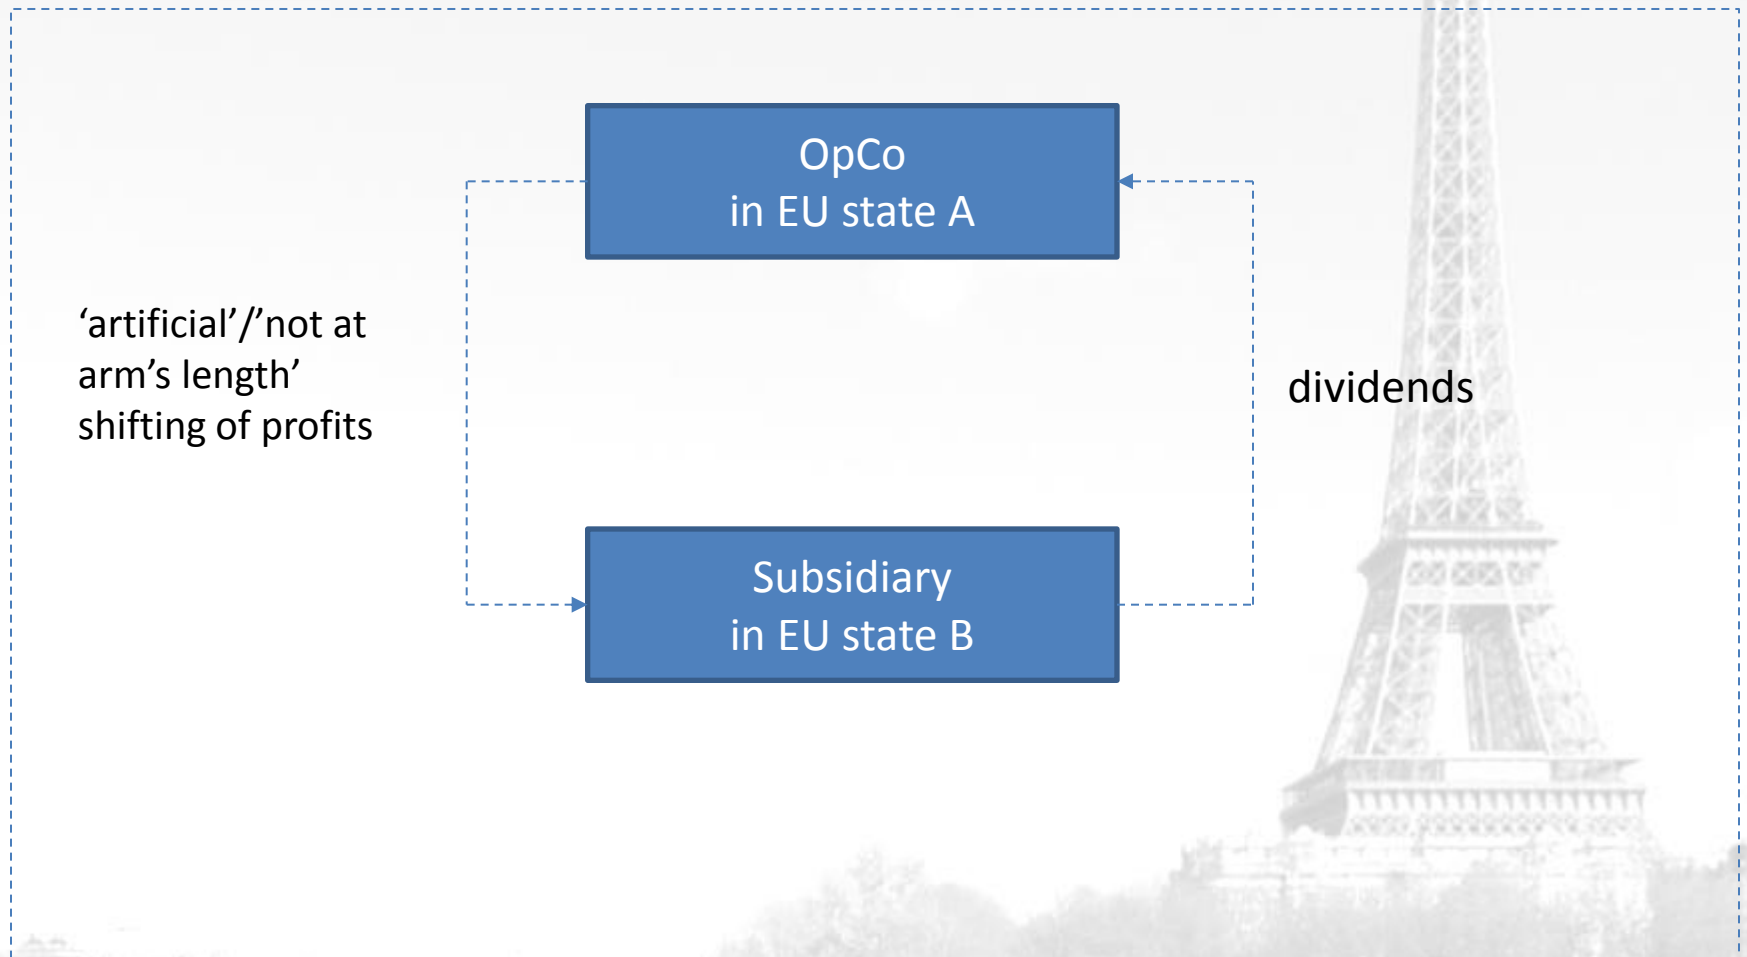 OpCo
in EU state A
‘artificial’/’not at
arm’s length’
shifting of profits
dividends
Subsidiary
in EU state B